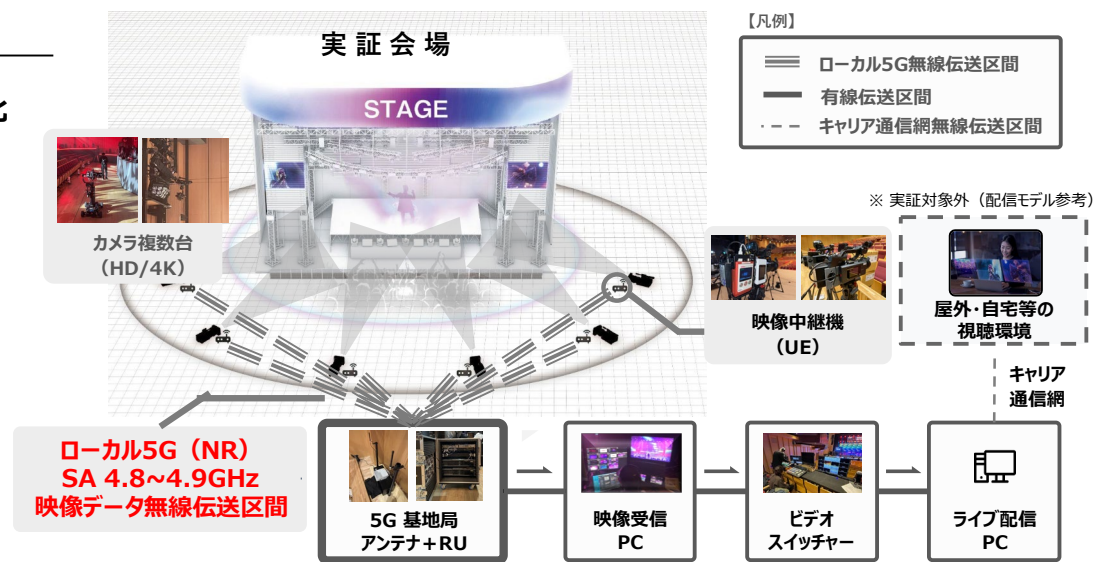 実証会場
STAGE
カメラ複数台
（HD/4K）
【凡例】
ローカル5G無線伝送区間
有線伝送区間
キャリア通信網無線伝送区間
※ 実証対象外（配信モデル参考）
屋外・自宅等の
視聴環境
映像中継機
（UE）
キャリア
通信網
ローカル5G（NR）
SA 4.8~4.9GHz
映像データ無線伝送区間
5G 基地局
アンテナ+RU
映像受信
PC
ビデオ
スイッチャー
ライブ配信
PC